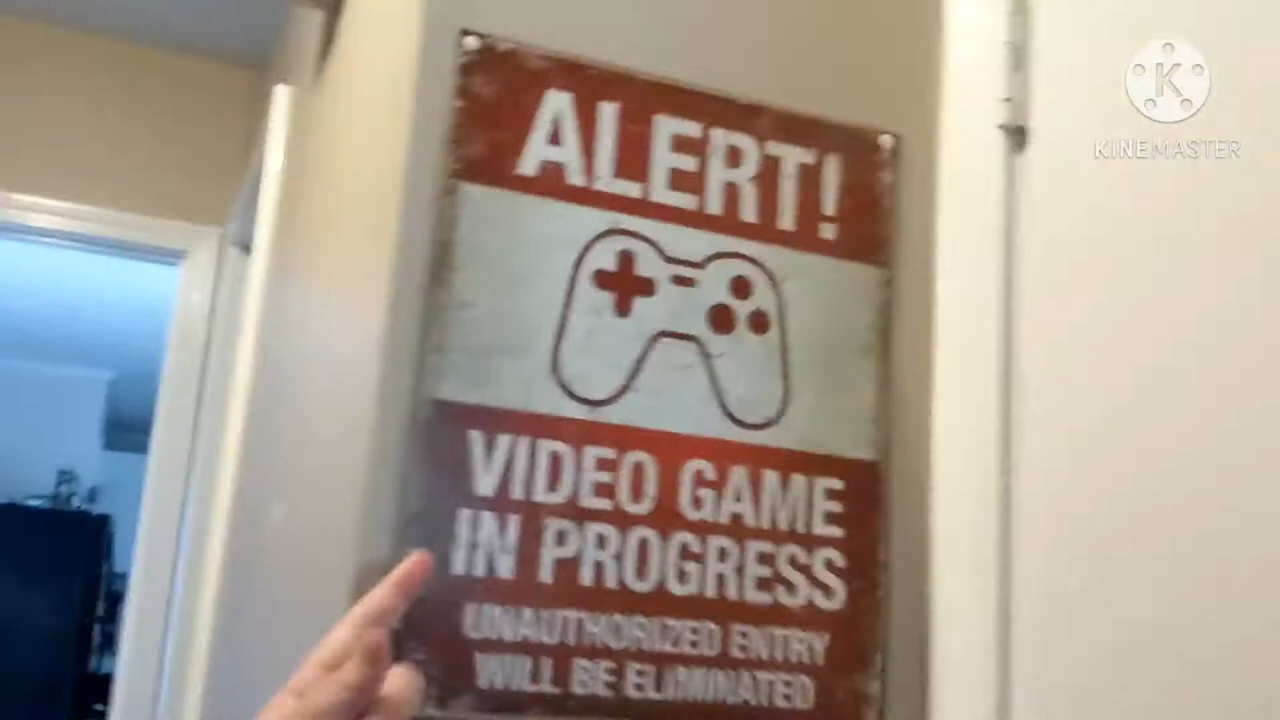 ALERT!
VIDEO GAME
IN PROGRESS
UNAUTHORIZED ENTRY
WILL BE ELIMINATED
K
KINEMASTER